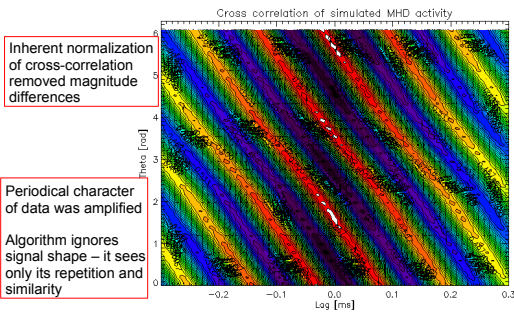 Cross correlation of simulated MHD activity
Inherent normalization
of cross-correlation
removed magnitude
differences
Periodical character
of data was amplified
Algorithm ignores
signal shape – it sees
only its repetition and
similarity
Theta [rad]
6
5
4
3
2
1
0
-0.2
-0.1
0.0
0.1
0.2
0.3
Lag [ms]